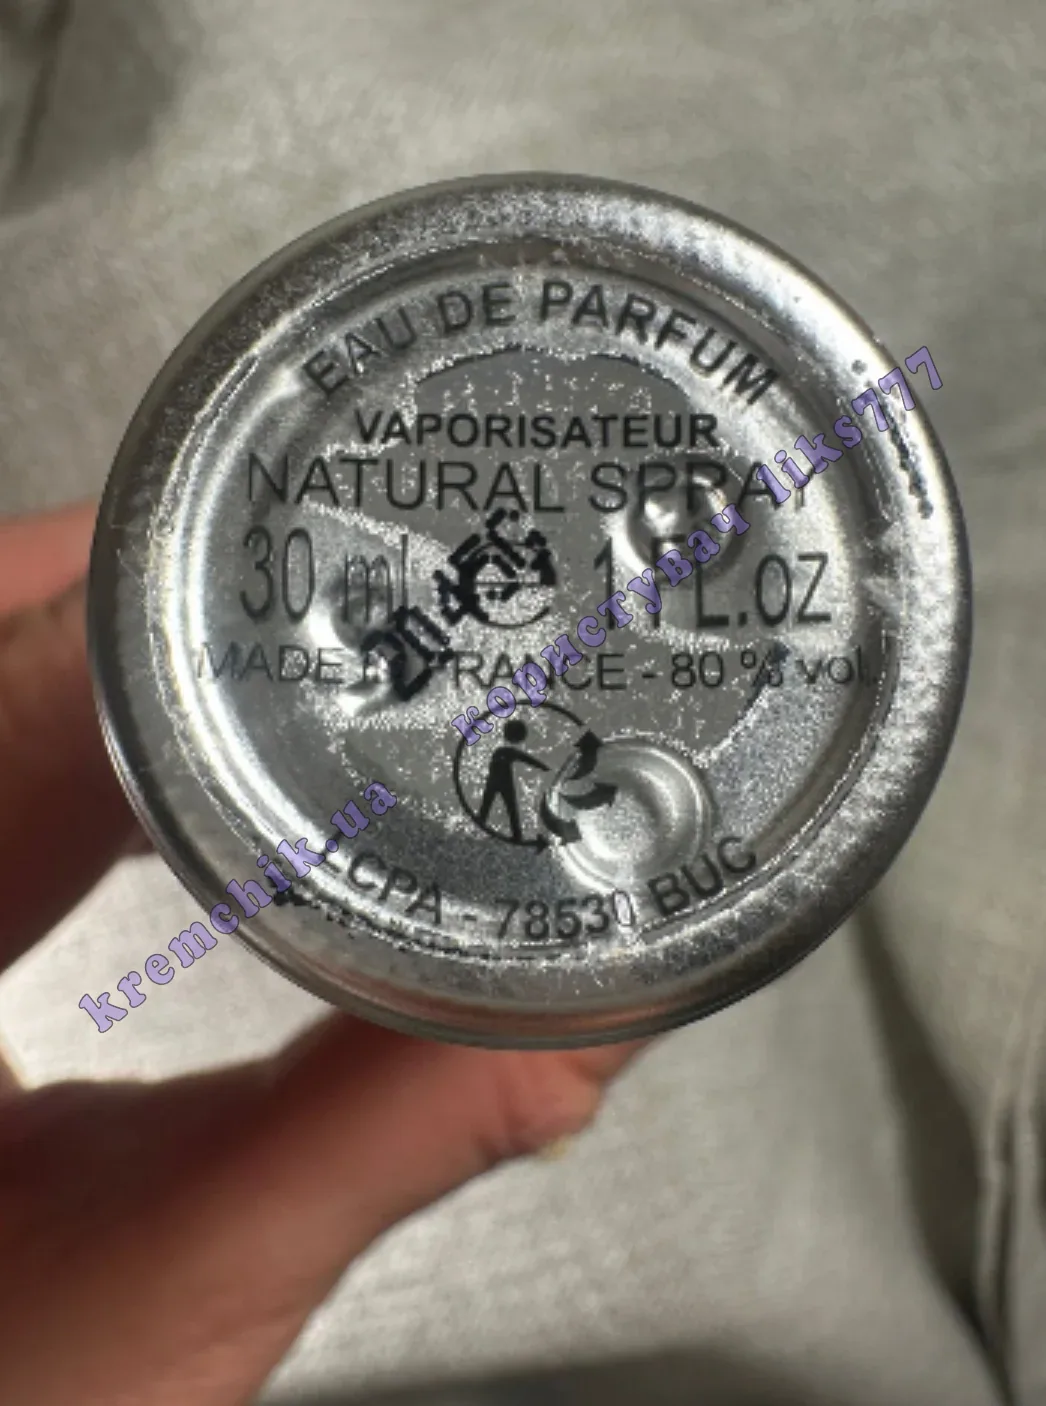 EAU DE PARFUM
VAPORISATEUR
NATURAL SPRAY
30 ml 1 FL.OZ
MADE IN FRANCE - 80 % vol.
CPA - 78530 BUC
kremchik.ua користувач liks777